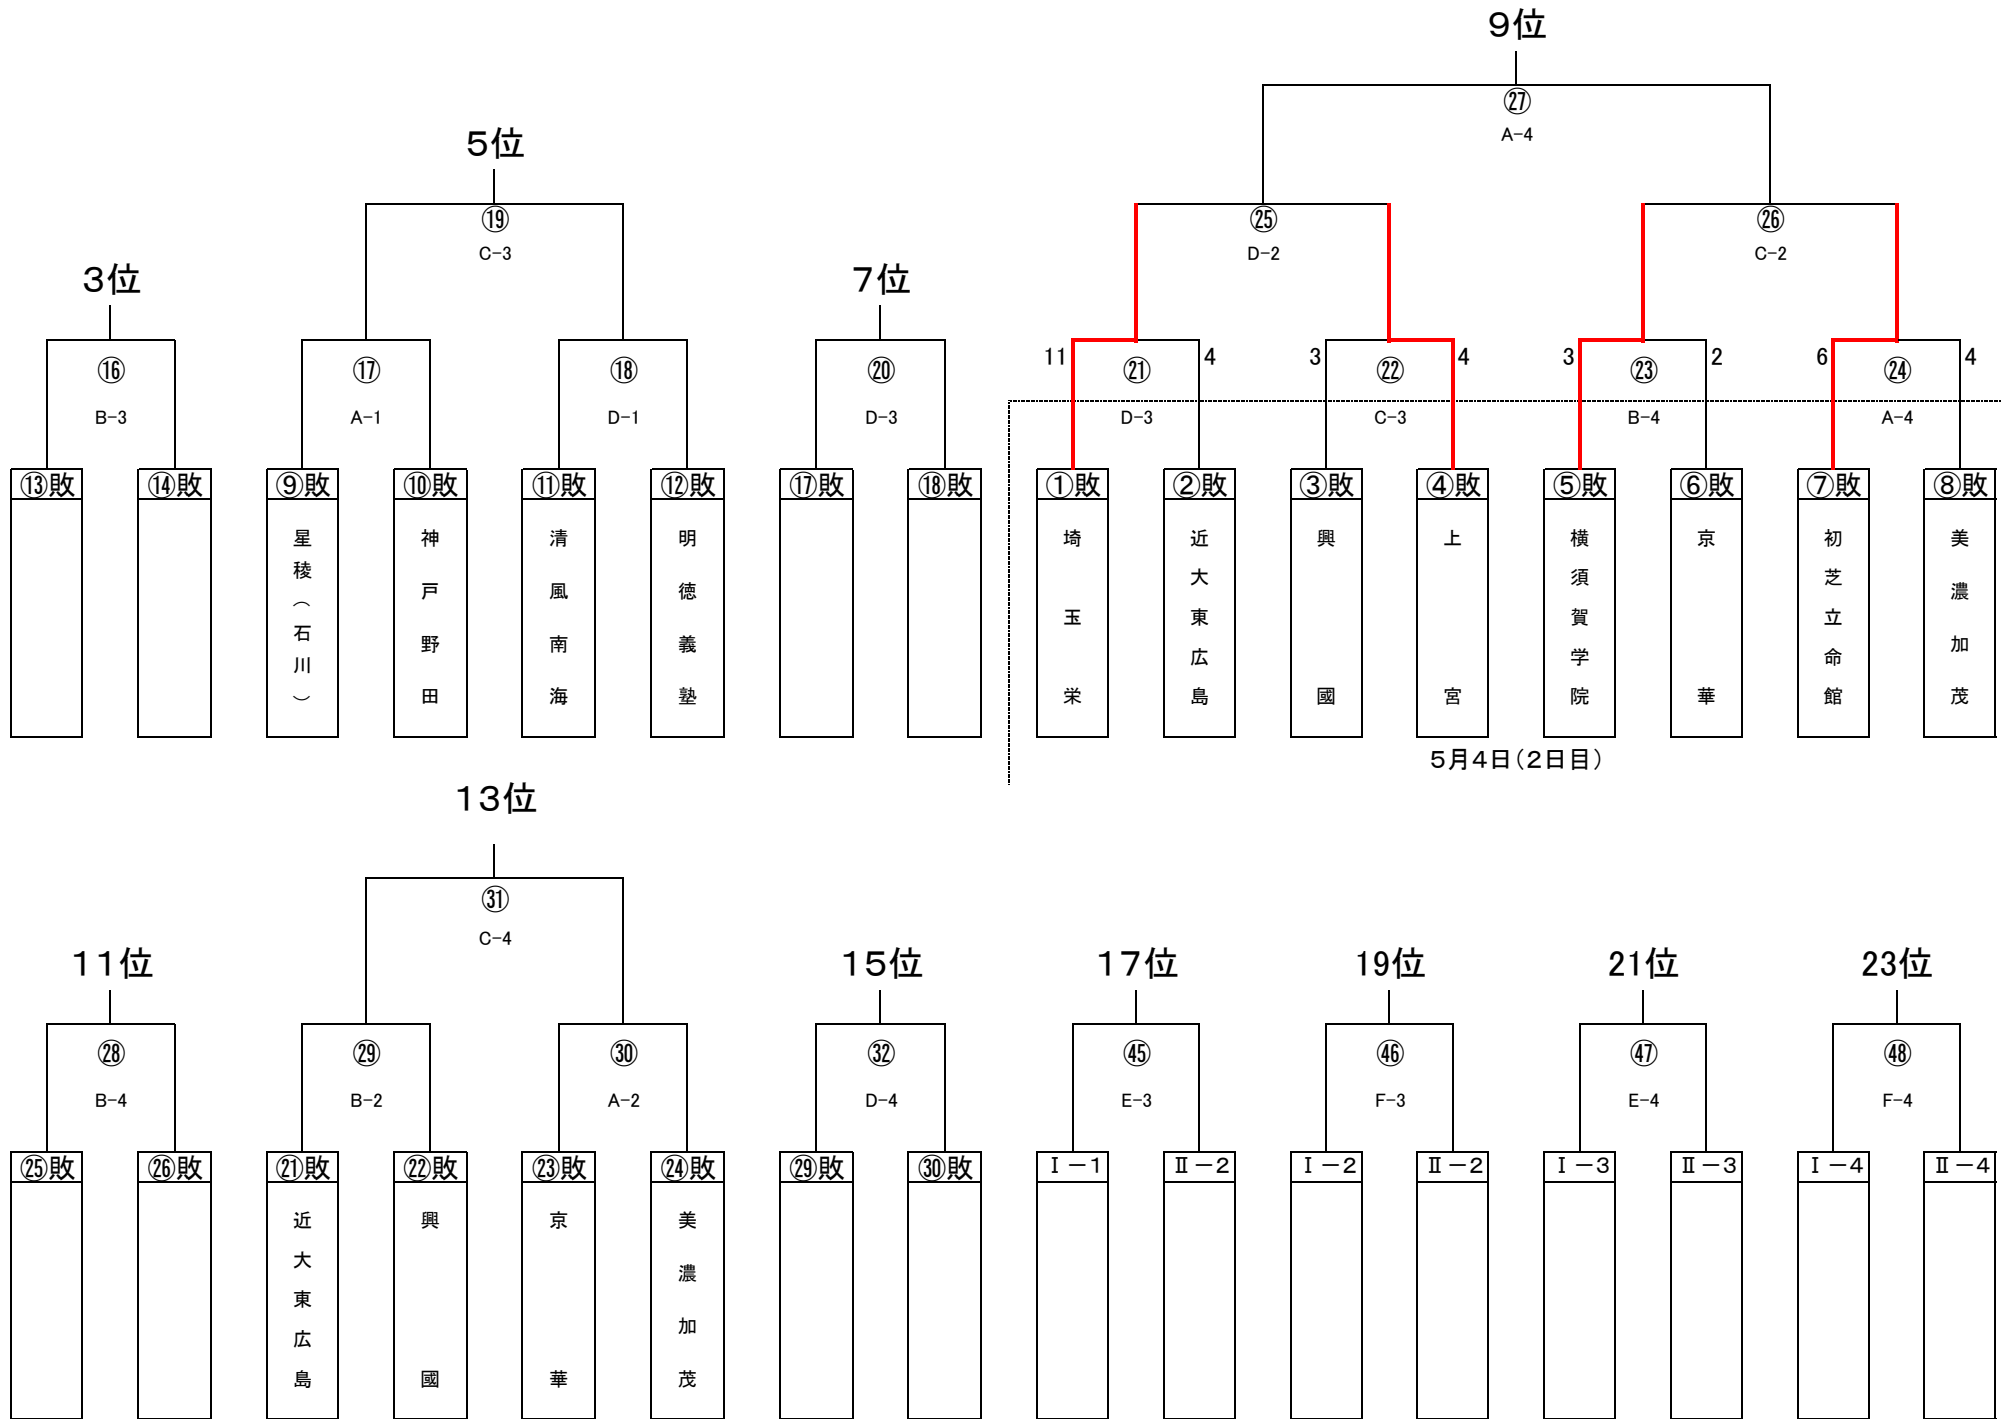 9位
㉗
A-4
5位
⑲
C-3
㉕
D-2
㉖
C-2
3位
7位
⑯
B-3
⑰
A-1
⑱
D-1
⑳
D-3
11
㉑
4
D-3
3
㉒
4
C-3
3
㉓
2
B-4
6
㉔
4
A-4
⑬敗
⑭敗
⑨敗
⑩敗
⑪敗
⑫敗
⑰敗
⑱敗
①敗
②敗
③敗
④敗
⑤敗
⑥敗
⑦敗
⑧敗
星稜（石川）
神戸野田
清風南海
明徳義塾
埼玉栄
近大東広島
興國
上宮
横須賀学院
京華
初芝立命館
美濃加茂
5月4日（2日目）
13位
㉛
C-4
11位
15位
17位
19位
21位
23位
㉘
B-4
㉙
B-2
㉚
A-2
㉜
D-4
㊺
E-3
㊻
F-3
㊼
E-4
㊽
F-4
㉕敗
㉖敗
㉑敗
㉒敗
㉓敗
㉔敗
㉙敗
㉚敗
Ⅰ－1
Ⅱ－2
Ⅰ－2
Ⅱ－2
Ⅰ－3
Ⅱ－3
Ⅰ－4
Ⅱ－4
近大東広島
興國
京華
美濃加茂